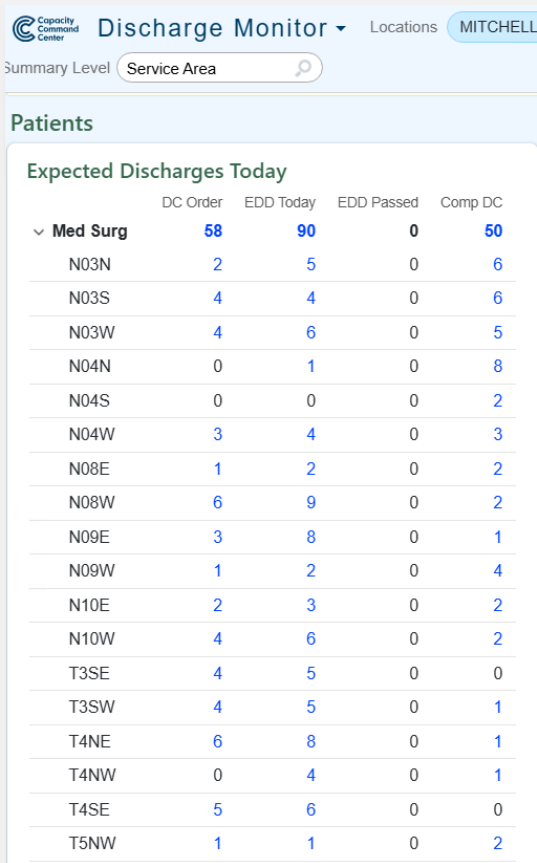 Capacity Command Center Discharge Monitor Locations MITCHELL
Summary Level Service Area
Patients
Expected Discharges Today
DC Order EDD Today EDD Passed Comp DC
Med Surg 58 90 0 50
N03N 2 5 0 6
N03S 4 4 0 6
N03W 4 6 0 5
N04N 0 1 0 8
N04S 0 0 0 2
N04W 3 4 0 3
N08E 1 2 0 2
N08W 6 9 0 2
N09E 3 8 0 1
N09W 1 2 0 4
N10E 2 3 0 2
N10W 4 6 0 2
T3SE 4 5 0 0
T3SW 4 5 0 1
T4NE 6 8 0 1
T4NW 0 4 0 1
T4SE 5 6 0 0
T5NW 1 1 0 2